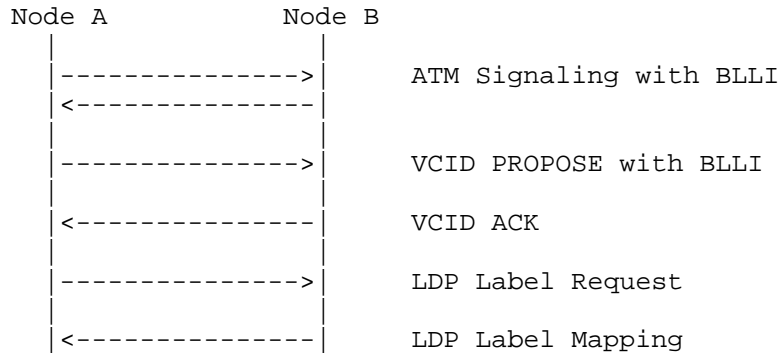 Node A Node B
|--------------->| ATM Signaling with BLLI
|<---------------|
|--------------->| VCID PROPOSE with BLLI
|<---------------| VCID ACK
|--------------->| LDP Label Request
|<---------------| LDP Label Mapping